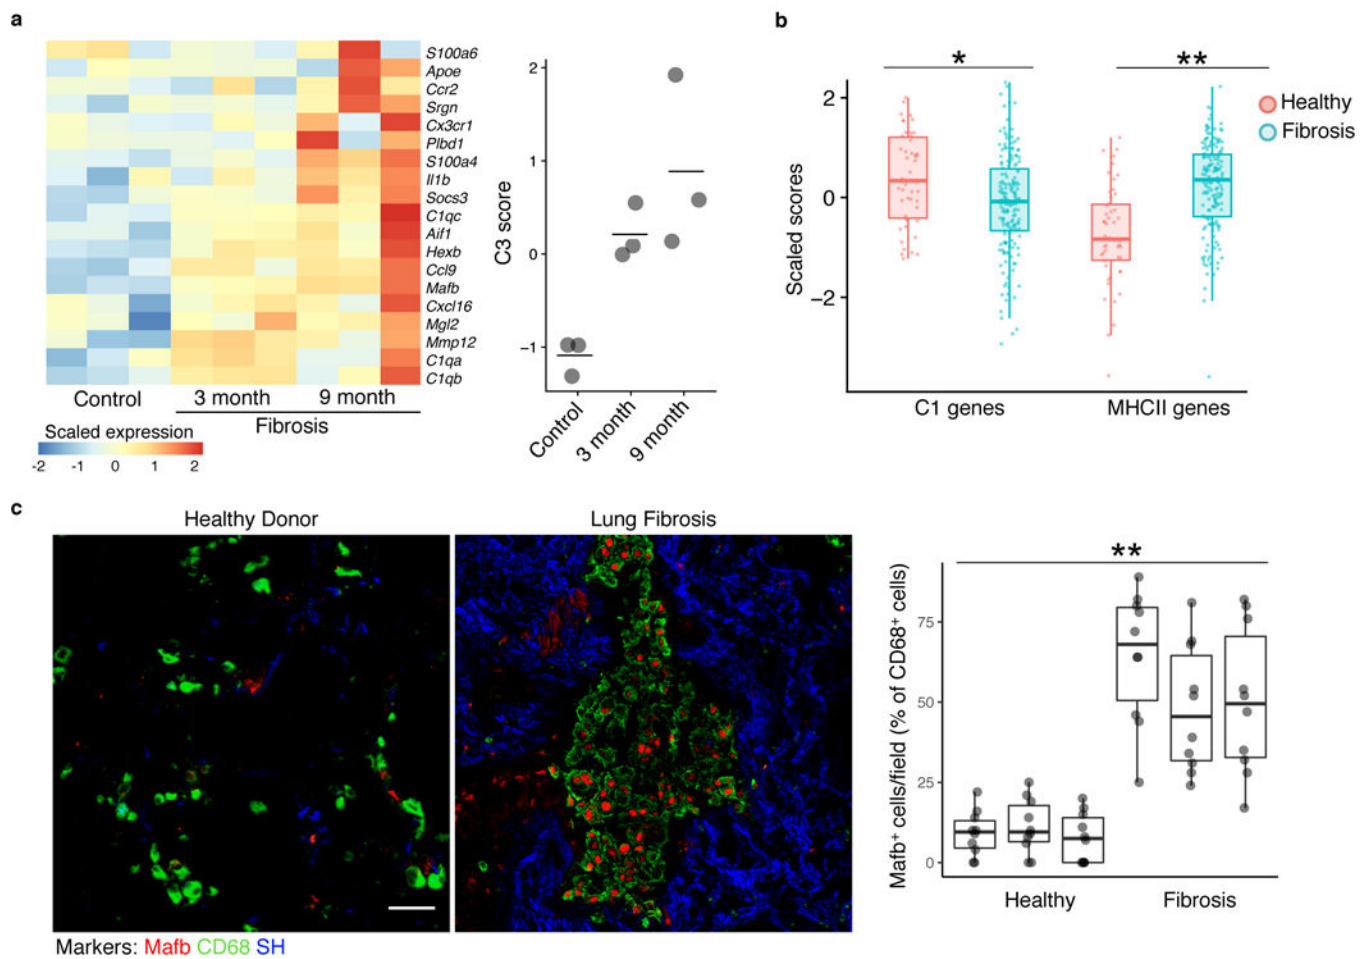 a
S100a6
Apoe
Ccr2
Srgn
Cx3cr1
Plbd1
S100a4
Il1b
Socs3
C1qc
Aif1
Hexb
Ccl9
Mafb
Cxcl16
Mgl2
Mmp12
C1qa
C1qb
Control
3 month
9 month
Fibrosis
Scaled expression
-2 -1 0 1 2
C3 score
2
1
0
−1
Control
3 month
9 month
b
*
**
Scaled scores
2
0
−2
C1 genes
MHCII genes
Healthy
Fibrosis
c
Healthy Donor
Lung Fibrosis
Markers: Mafb CD68 SH
**
Mafb+ cells/field (% of CD68+ cells)
75
50
25
0
Healthy
Fibrosis